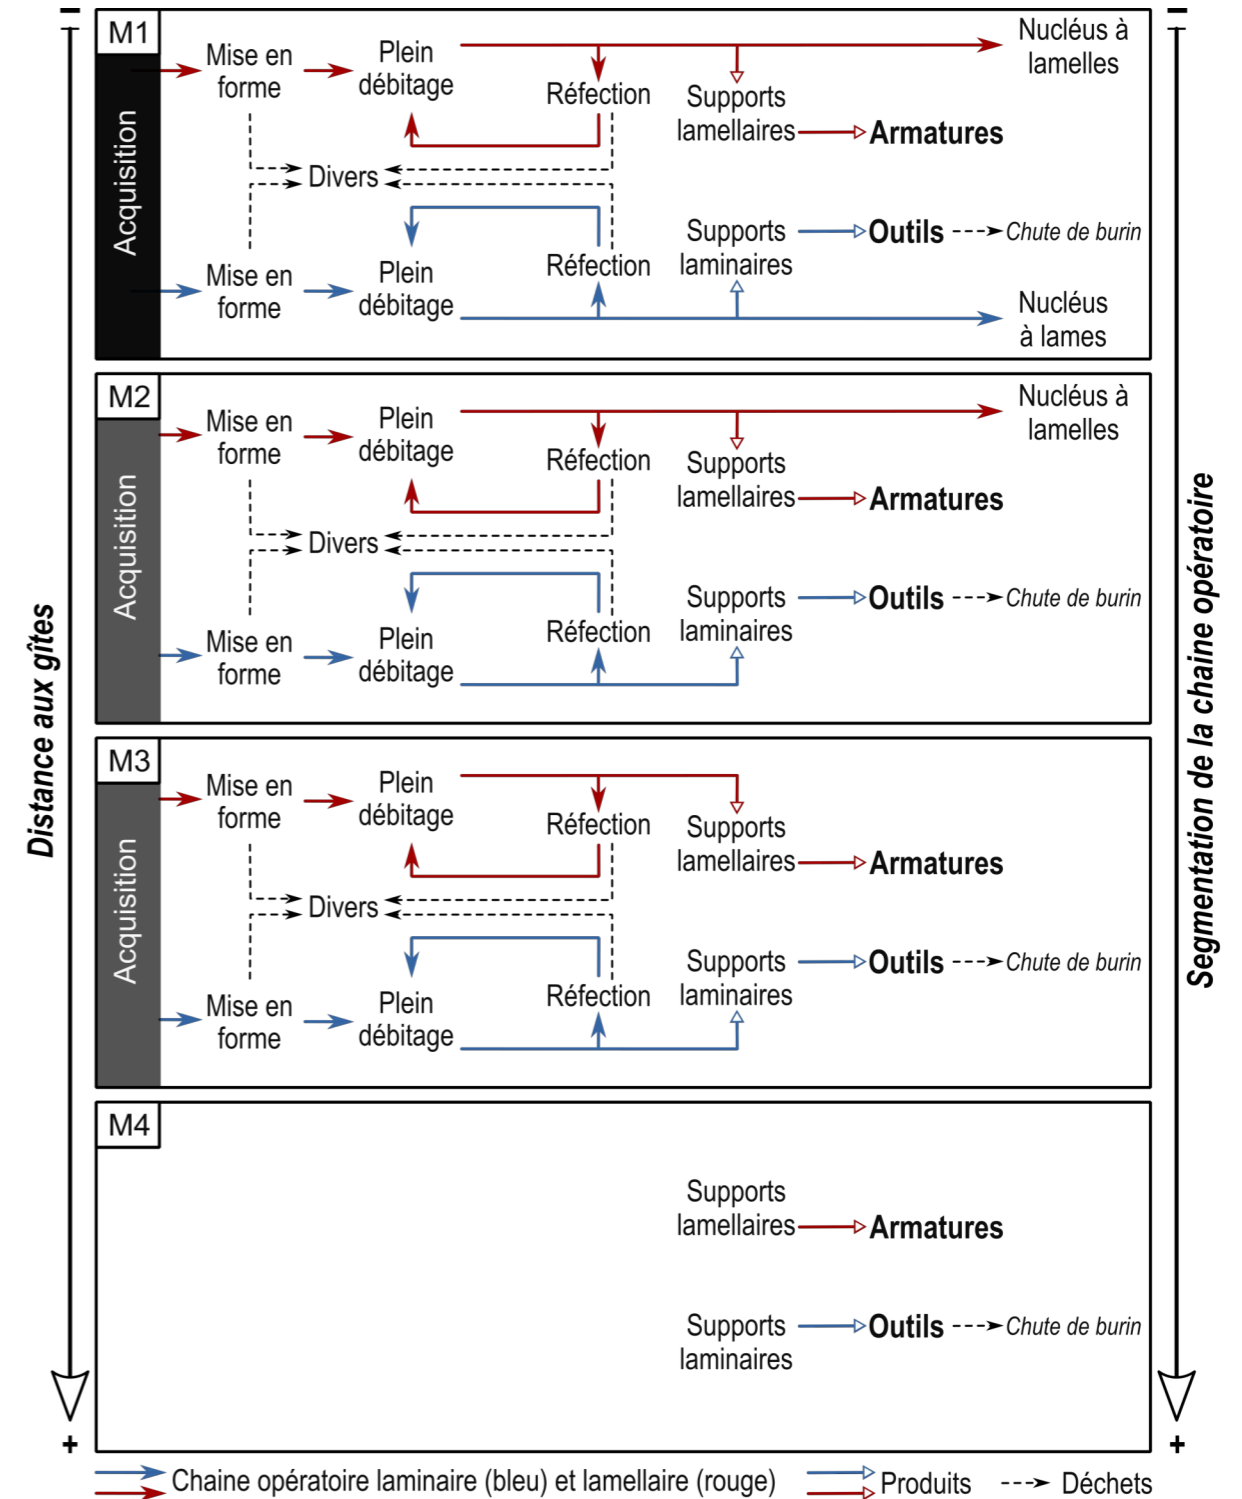 –
–
M1
Acquisition
Mise en
forme
Plein
débitage
Réfection
Supports
lamellaires
Armatures
Nucléus à
lamelles
Divers
Mise en
forme
Plein
débitage
Réfection
Supports
laminaires
Outils
Chute de burin
Nucléus
à lames
M2
Acquisition
Mise en
forme
Plein
débitage
Réfection
Supports
lamellaires
Armatures
Nucléus à
lamelles
Divers
Mise en
forme
Plein
débitage
Réfection
Supports
laminaires
Outils
Chute de burin
Distance aux gîtes
Segmentation de la chaine opératoire
M3
Acquisition
Mise en
forme
Plein
débitage
Réfection
Supports
lamellaires
Armatures
Divers
Mise en
forme
Plein
débitage
Réfection
Supports
laminaires
Outils
Chute de burin
M4
Supports
lamellaires
Armatures
Supports
laminaires
Outils
Chute de burin
+
+
Chaine opératoire laminaire (bleu) et lamellaire (rouge)
Produits
Déchets